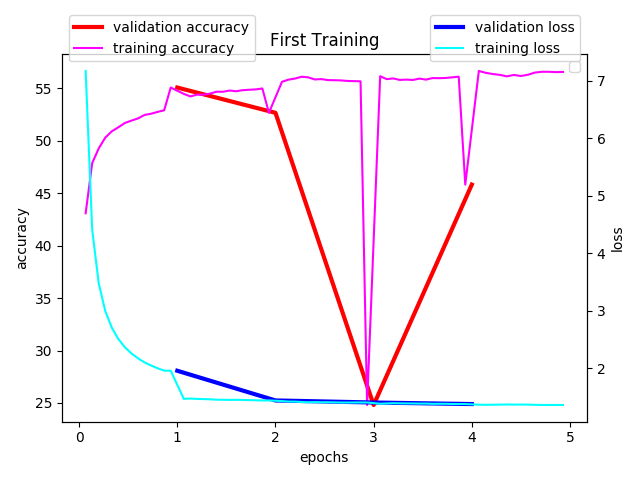 validation accuracy
training accuracy
validation loss
training loss
First Training
55
50
45
40
35
30
25
accuracy
7
6
5
4
3
2
loss
0 1 2 3 4 5
epochs